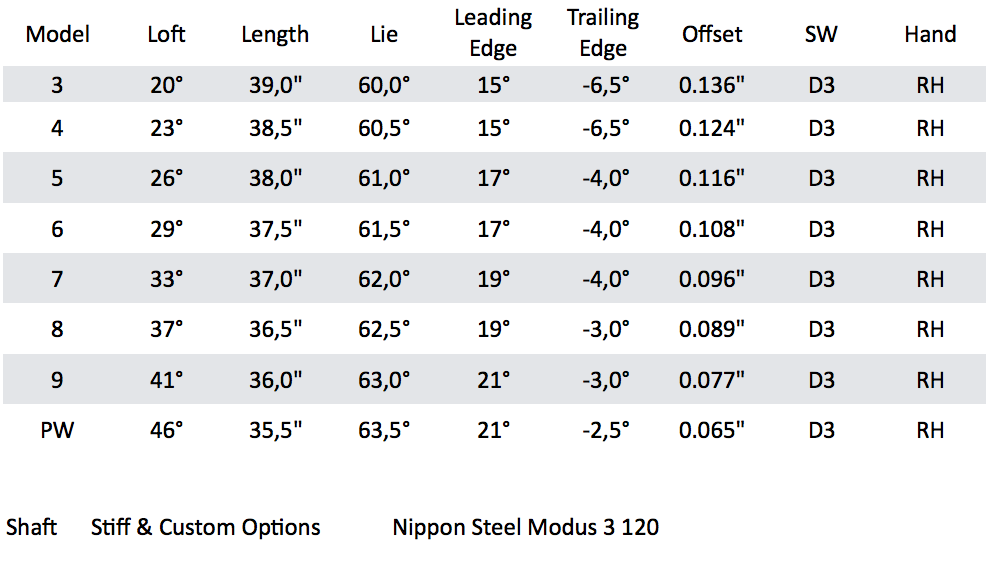 Model Loft Length Lie Leading Edge Trailing Edge Offset SW Hand
3 20° 39,0" 60,0° 15° -6,5° 0.136" D3 RH
4 23° 38,5" 60,5° 15° -6,5° 0.124" D3 RH
5 26° 38,0" 61,0° 17° -4,0° 0.116" D3 RH
6 29° 37,5" 61,5° 17° -4,0° 0.108" D3 RH
7 33° 37,0" 62,0° 19° -4,0° 0.096" D3 RH
8 37° 36,5" 62,5° 19° -3,0° 0.089" D3 RH
9 41° 36,0" 63,0° 21° -3,0° 0.077" D3 RH
PW 46° 35,5" 63,5° 21° -2,5° 0.065" D3 RH
Shaft Stiff & Custom Options Nippon Steel Modus 3 120